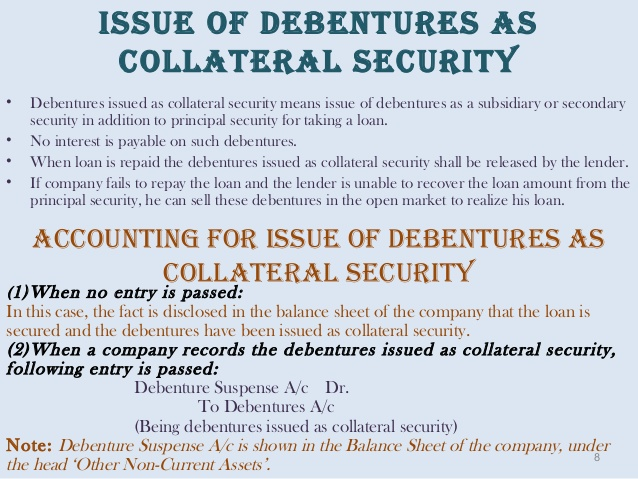 ISSUE OF DEBENTURES AS
COLLATERAL SECURITY
• Debentures issued as collateral security means issue of debentures as a subsidiary or secondary
security in addition to principal security for taking a loan.
• No interest is payable on such debentures.
• When loan is repaid the debentures issued as collateral security shall be released by the lender.
• If company fails to repay the loan and the lender is unable to recover the loan amount from the
principal security, he can sell these debentures in the open market to realize his loan.
ACCOUNTING FOR ISSUE OF DEBENTURES AS
COLLATERAL SECURITY
(1)When no entry is passed:
In this case, the fact is disclosed in the balance sheet of the company that the loan is
secured and the debentures have been issued as collateral security.
(2)When a company records the debentures issued as collateral security,
following entry is passed:
Debenture Suspense A/c Dr.
To Debentures A/c
(Being debentures issued as collateral security)
Note: Debenture Suspense A/c is shown in the Balance Sheet of the company, under
the head ‘Other Non-Current Assets’.
8